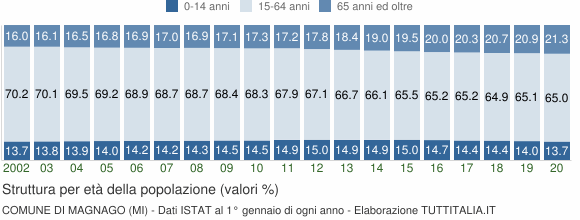 0-14 anni 15-64 anni 65 anni ed oltre
16.0 16.1 16.5 16.8 16.9 17.0 16.9 17.1 17.3 17.2 17.8 18.4 19.0 19.5 20.0 20.3 20.7 20.9 21.3
70.2 70.1 69.5 69.2 68.9 68.7 68.7 68.4 68.3 67.9 67.1 66.7 66.1 65.5 65.2 65.2 64.9 65.1 65.0
13.7 13.8 13.9 14.0 14.2 14.2 14.3 14.5 14.5 14.9 15.0 14.9 14.9 15.0 14.7 14.4 14.4 14.0 13.7
2002 03 04 05 06 07 08 09 10 11 12 13 14 15 16 17 18 19 20
Struttura per età della popolazione (valori %)
COMUNE DI MAGNAGO (MI) - Dati ISTAT al 1° gennaio di ogni anno - Elaborazione TUTTITALIA.IT